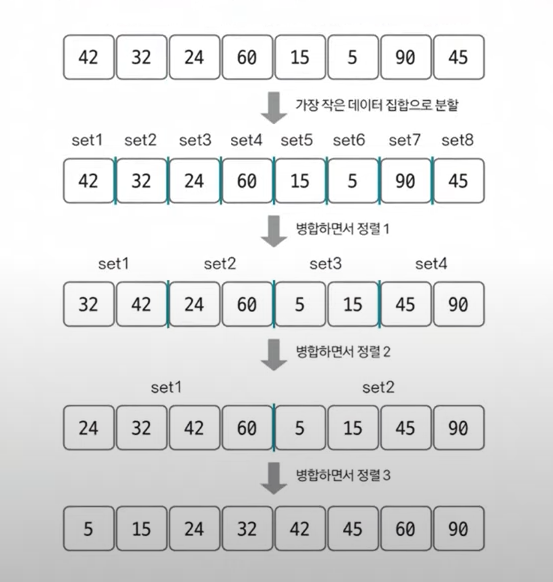 42 32 24 60 15 5 90 45
가장 작은 데이터 집합으로 분할
set1 set2 set3 set4 set5 set6 set7 set8
42 32 24 60 15 5 90 45
병합하면서 정렬 1
set1 set2 set3 set4
32 42 24 60 5 15 45 90
병합하면서 정렬 2
set1 set2
24 32 42 60 5 15 45 90
병합하면서 정렬 3
5 15 24 32 42 45 60 90